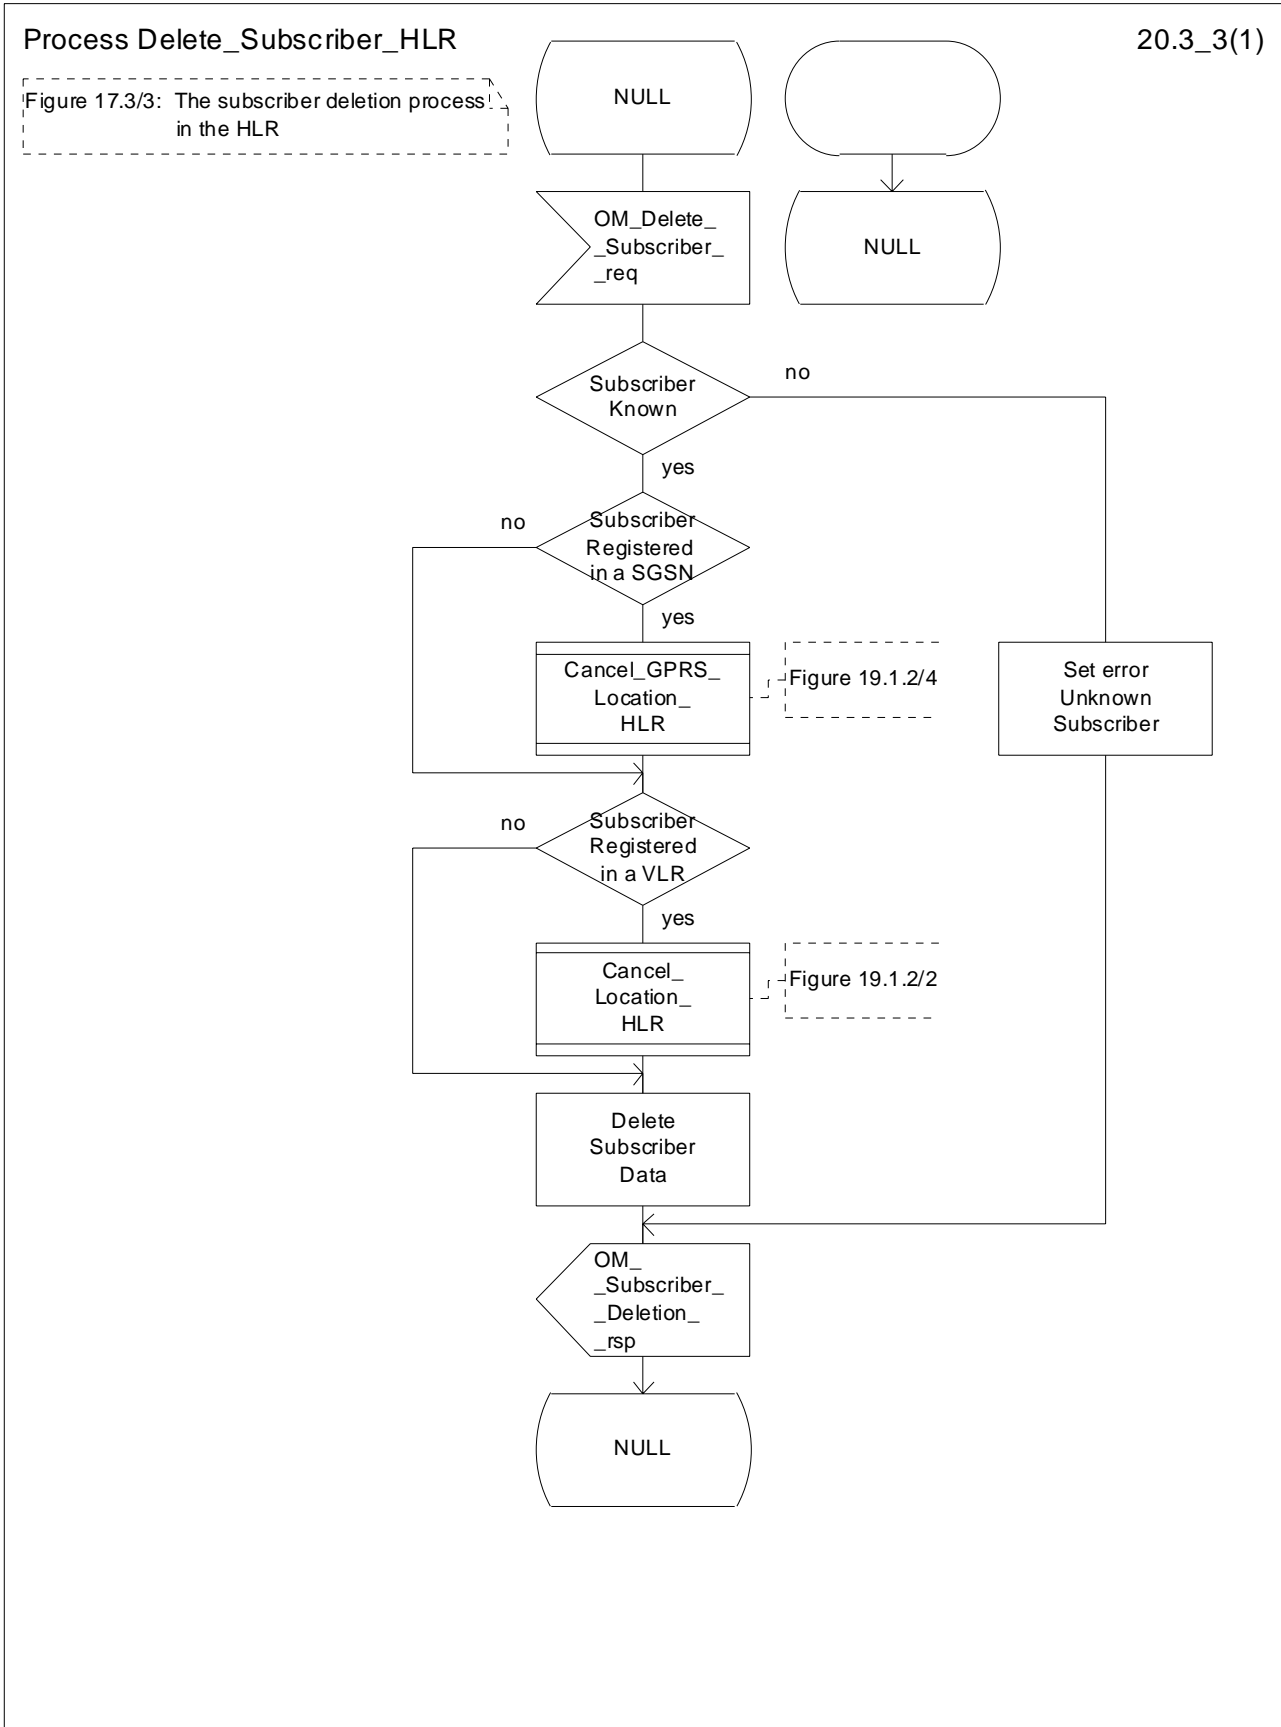 Process Delete_Subscriber_HLR
20.3_3(1)
Figure 17.3/3: The subscriber deletion process
in the HLR
NULL
OM_Delete_
_Subscriber_
_req
NULL
Subscriber
Known
no
yes
no
Subscriber
Registered
in a SGSN
yes
Cancel_GPRS_
Location_
HLR
Figure 19.1.2/4
Set error
Unknown
Subscriber
no
Subscriber
Registered
in a VLR
yes
Cancel_
Location_
HLR
Figure 19.1.2/2
Delete
Subscriber
Data
OM_
_Subscriber_
_Deletion_
_rsp
NULL